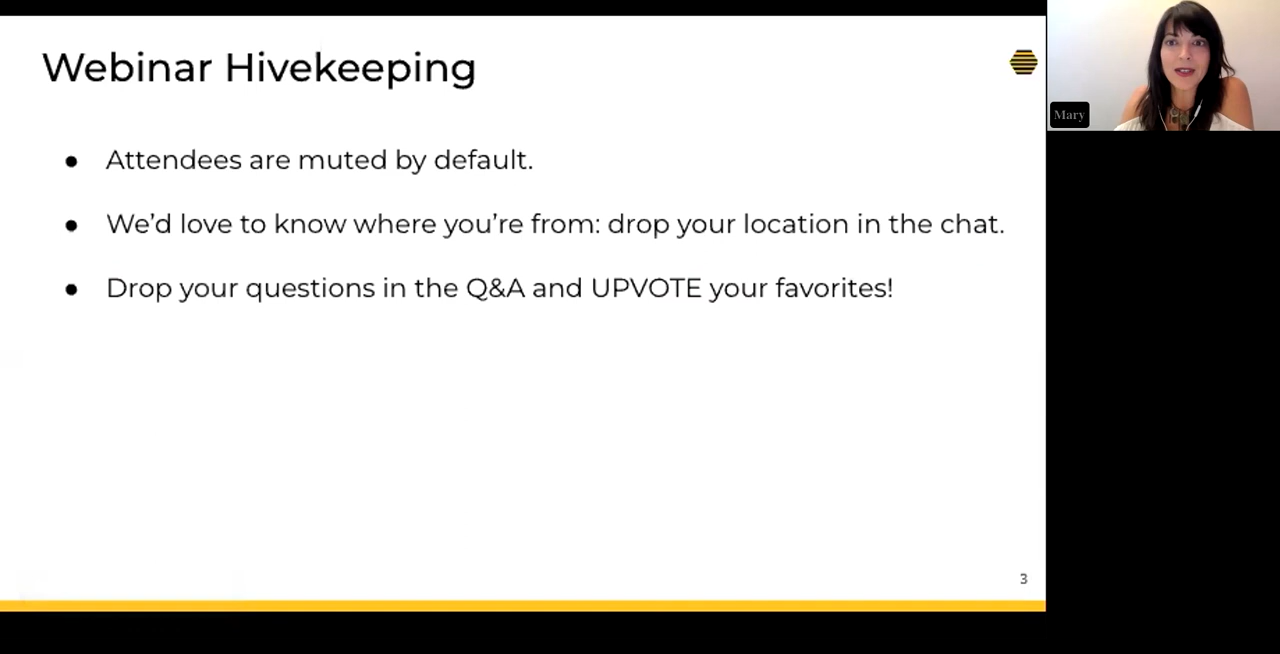 Webinar Hivekeeping
● Attendees are muted by default.
● We’d love to know where you’re from: drop your location in the chat.
● Drop your questions in the Q&A and UPVOTE your favorites!
3
Mary